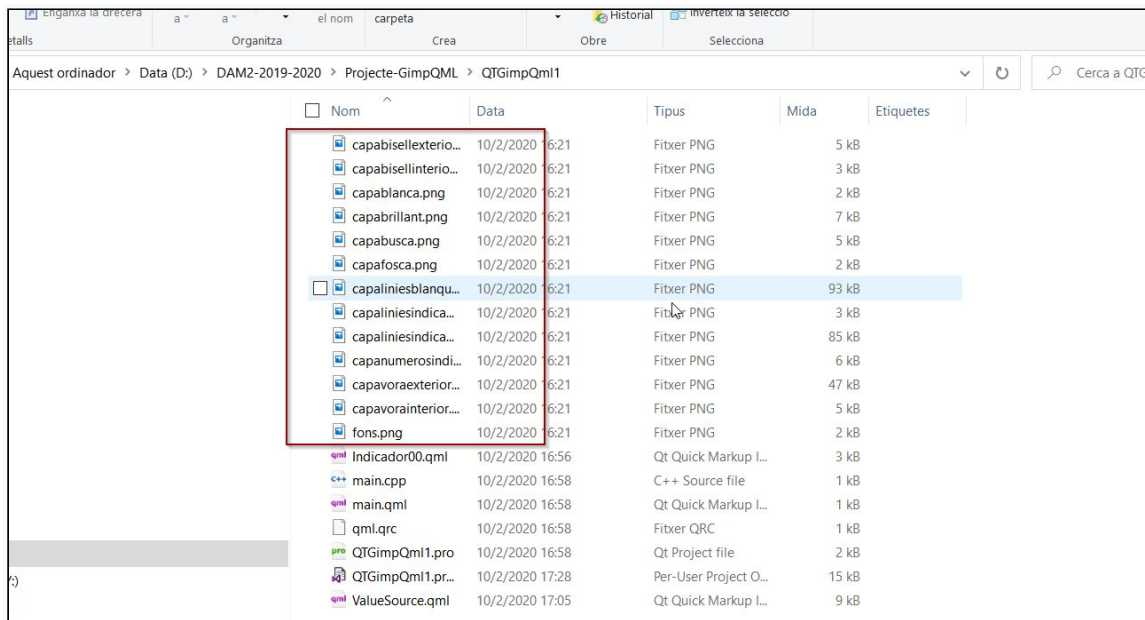 Enganxa la drecera
el nom
carpeta
Historial
Inverteix la selecció
etalls
Organitza
Crea
Obre
Selecciona
Aquest ordinador > Data (D:) > DAM2-2019-2020 > Projecte-GimpQML > QTGimpQml1
Cerca a QTG
Nom Data Tipus Mida Etiquetes
capabisellexterio... 10/2/2020 16:21 Fitxer PNG 5 kB
capabisellinterio... 10/2/2020 16:21 Fitxer PNG 3 kB
capablanca.png 10/2/2020 16:21 Fitxer PNG 2 kB
capabrillant.png 10/2/2020 16:21 Fitxer PNG 7 kB
capabusca.png 10/2/2020 16:21 Fitxer PNG 5 kB
capafosca.png 10/2/2020 16:21 Fitxer PNG 2 kB
capaliniesblanqu... 10/2/2020 16:21 Fitxer PNG 93 kB
capaliniesindica... 10/2/2020 16:21 Fitxer PNG 3 kB
capaliniesindica... 10/2/2020 16:21 Fitxer PNG 85 kB
capanumerosindi... 10/2/2020 16:21 Fitxer PNG 6 kB
capavoraexterior... 10/2/2020 16:21 Fitxer PNG 47 kB
capavorainterior.... 10/2/2020 16:21 Fitxer PNG 5 kB
fons.png 10/2/2020 16:21 Fitxer PNG 2 kB
Indicador00.qml 10/2/2020 16:56 Qt Quick Markup l... 3 kB
main.cpp 10/2/2020 16:58 C++ Source file 1 kB
main.qml 10/2/2020 16:58 Qt Quick Markup l... 1 kB
qml.qrc 10/2/2020 16:58 Fitxer QRC 1 kB
QTGimpQml1.pro 10/2/2020 16:58 Qt Project file 2 kB
QTGimpQml1.pr... 10/2/2020 17:28 Per-User Project O... 15 kB
ValueSource.qml 10/2/2020 17:05 Qt Quick Markup l... 9 kB